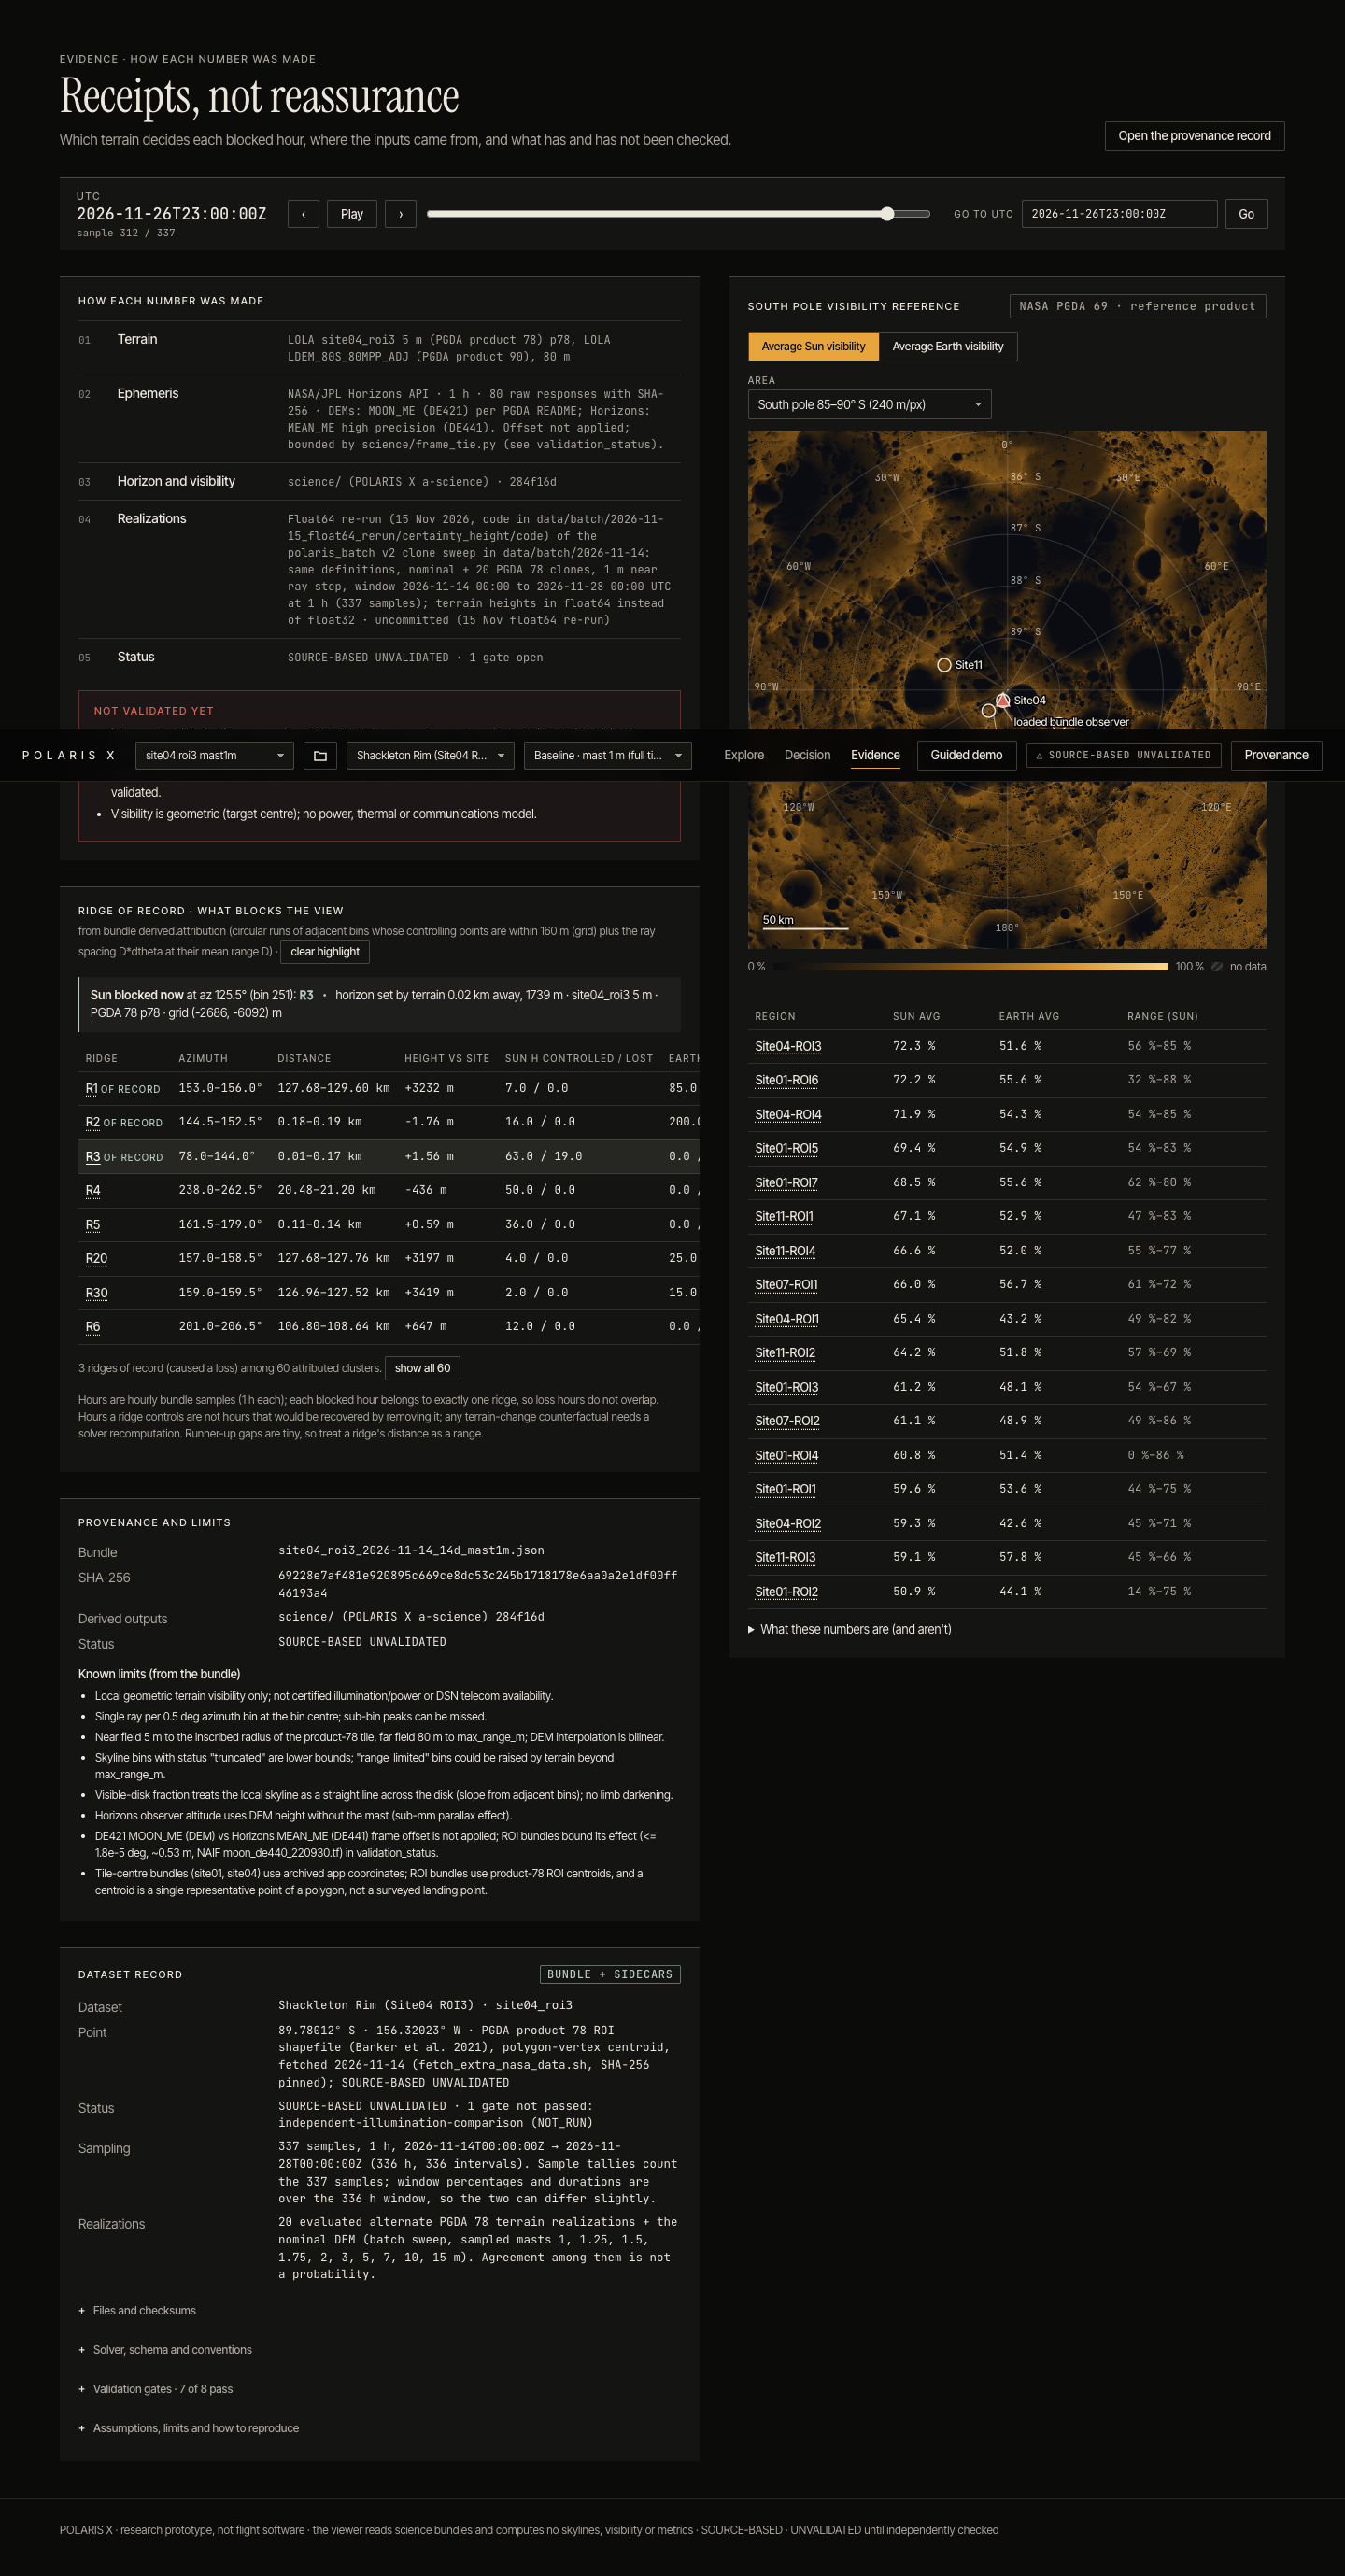 EVIDENCE · HOW EACH NUMBER WAS MADE
Receipts, not reassurance
Which terrain decides each blocked hour, where the inputs came from, and what has and has not been checked.
Open the provenance record
UTC
2026-11-26T23:00:00Z
sample 312 / 337
‹
Play
›
GO TO UTC
2026-11-26T23:00:00Z
Go
HOW EACH NUMBER WAS MADE
01 Terrain LOLA site04_roi3 5 m (PGDA product 78) p78, LOLA
LDEM_80S_80MPP_ADJ (PGDA product 90), 80 m
02 Ephemeris NASA/JPL Horizons API · 1 h · 80 raw responses with SHA-
256 · DEMs: MOON_ME (DE421) per PGDA README; Horizons:
MEAN_ME high precision (DE441). Offset not applied;
bounded by science/frame_tie.py (see validation_status).
03 Horizon and visibility science/ (POLARIS X a-science) · 284f16d
04 Realizations Float64 re-run (15 Nov 2026, code in data/batch/2026-11-
15_float64_rerun/certainty_height/code) of the
polaris_batch v2 clone sweep in data/batch/2026-11-14:
same definitions, nominal + 20 PGDA 78 clones, 1 m near
ray step, window 2026-11-14 00:00 to 2026-11-28 00:00 UTC
at 1 h (337 samples); terrain heights in float64 instead
of float32 · uncommitted (15 Nov float64 re-run)
05 Status SOURCE-BASED UNVALIDATED · 1 gate open
NOT VALIDATED YET
POLARIS X
site04 roi3 mast1m
Shackleton Rim (Site04 R...
Baseline · mast 1 m (full ti...
Explore
Decision
Evidence
Guided demo
△ SOURCE-BASED UNVALIDATED
Provenance
validated.
• Visibility is geometric (target centre); no power, thermal or communications model.
RIDGE OF RECORD · WHAT BLOCKS THE VIEW
from bundle derived.attribution (circular runs of adjacent bins whose controlling points are within 160 m (grid) plus the ray
spacing D*dtheta at their mean range D) · clear highlight
Sun blocked now at az 125.5° (bin 251): R3 · horizon set by terrain 0.02 km away, 1739 m · site04_roi3 5 m ·
PGDA 78 p78 · grid (-2686, -6092) m
RIDGE AZIMUTH DISTANCE HEIGHT VS SITE SUN H CONTROLLED / LOST EARTH
R1 OF RECORD 153.0–156.0° 127.68–129.60 km +3232 m 7.0 / 0.0 85.0
R2 OF RECORD 144.5–152.5° 0.18–0.19 km -1.76 m 16.0 / 0.0 200.0
R3 OF RECORD 78.0–144.0° 0.01–0.17 km +1.56 m 63.0 / 19.0 0.0 /
R4 238.0–262.5° 20.48–21.20 km -436 m 50.0 / 0.0 0.0 /
R5 161.5–179.0° 0.11–0.14 km +0.59 m 36.0 / 0.0 0.0 /
R20 157.0–158.5° 127.68–127.76 km +3197 m 4.0 / 0.0 25.0
R30 159.0–159.5° 126.96–127.52 km +3419 m 2.0 / 0.0 15.0
R6 201.0–206.5° 106.80–108.64 km +647 m 12.0 / 0.0 0.0 /
3 ridges of record (caused a loss) among 60 attributed clusters. show all 60
Hours are hourly bundle samples (1 h each); each blocked hour belongs to exactly one ridge, so loss hours do not overlap.
Hours a ridge controls are not hours that would be recovered by removing it; any terrain-change counterfactual needs a
solver recomputation. Runner-up gaps are tiny, so treat a ridge's distance as a range.
PROVENANCE AND LIMITS
Bundle site04_roi3_2026-11-14_14d_mast1m.json
SHA-256 69228e7af481e920895c669ce8dc53c245b1718178e6aa0a2e1df00ff
46193a4
Derived outputs science/ (POLARIS X a-science) 284f16d
Status SOURCE-BASED UNVALIDATED
Known limits (from the bundle)
• Local geometric terrain visibility only; not certified illumination/power or DSN telecom availability.
• Single ray per 0.5 deg azimuth bin at the bin centre; sub-bin peaks can be missed.
• Near field 5 m to the inscribed radius of the product-78 tile, far field 80 m to max_range_m; DEM interpolation is bilinear.
• Skyline bins with status "truncated" are lower bounds; "range_limited" bins could be raised by terrain beyond
max_range_m.
• Visible-disk fraction treats the local skyline as a straight line across the disk (slope from adjacent bins); no limb darkening.
• Horizons observer altitude uses DEM height without the mast (sub-mm parallax effect).
• DE421 MOON_ME (DEM) vs Horizons MEAN_ME (DE441) frame offset is not applied; ROI bundles bound its effect (<=
1.8e-5 deg, ~0.53 m, NAIF moon_de440_220930.tf) in validation_status.
• Tile-centre bundles (site01, site04) use archived app coordinates; ROI bundles use product-78 ROI centroids, and a
centroid is a single representative point of a polygon, not a surveyed landing point.
DATASET RECORD
BUNDLE + SIDECARS
Dataset Shackleton Rim (Site04 ROI3) · site04_roi3
Point 89.78012° S · 156.32023° W · PGDA product 78 ROI
shapefile (Barker et al. 2021), polygon-vertex centroid,
fetched 2026-11-14 (fetch_extra_nasa_data.sh, SHA-256
pinned); SOURCE-BASED UNVALIDATED
Status SOURCE-BASED UNVALIDATED · 1 gate not passed:
independent-illumination-comparison (NOT_RUN)
Sampling 337 samples, 1 h, 2026-11-14T00:00:00Z → 2026-11-
28T00:00:00Z (336 h, 336 intervals). Sample tallies count
the 337 samples; window percentages and durations are
over the 336 h window, so the two can differ slightly.
Realizations 20 evaluated alternate PGDA 78 terrain realizations + the
nominal DEM (batch sweep, sampled masts 1, 1.25, 1.5,
1.75, 2, 3, 5, 7, 10, 15 m). Agreement among them is not
a probability.
+ Files and checksums
+ Solver, schema and conventions
+ Validation gates · 7 of 8 pass
+ Assumptions, limits and how to reproduce
SOUTH POLE VISIBILITY REFERENCE
NASA PGDA 69 · reference product
Average Sun visibility
Average Earth visibility
AREA
South pole 85–90° S (240 m/px)
0°
30°W
86° S
30°E
87° S
60°W
60°E
88° S
89° S
Site11
90°W
90°E
Site04
loaded bundle observer
120°W
120°E
150°W
150°E
50 km
180°
0 %
100 %
no data
REGION SUN AVG EARTH AVG RANGE (SUN)
Site04-ROI3 72.3 % 51.6 % 56 %–85 %
Site01-ROI6 72.2 % 55.6 % 32 %–88 %
Site04-ROI4 71.9 % 54.3 % 54 %–85 %
Site01-ROI5 69.4 % 54.9 % 54 %–83 %
Site01-ROI7 68.5 % 55.6 % 62 %–80 %
Site11-ROI1 67.1 % 52.9 % 47 %–83 %
Site11-ROI4 66.6 % 52.0 % 55 %–77 %
Site07-ROI1 66.0 % 56.7 % 61 %–72 %
Site04-ROI1 65.4 % 43.2 % 49 %–82 %
Site11-ROI2 64.2 % 51.8 % 57 %–69 %
Site01-ROI3 61.2 % 48.1 % 54 %–67 %
Site07-ROI2 61.1 % 48.9 % 49 %–86 %
Site01-ROI4 60.8 % 51.4 % 0 %–86 %
Site01-ROI1 59.6 % 53.6 % 44 %–75 %
Site04-ROI2 59.3 % 42.6 % 45 %–71 %
Site11-ROI3 59.1 % 57.8 % 45 %–66 %
Site01-ROI2 50.9 % 44.1 % 14 %–75 %
What these numbers are (and aren't)
POLARIS X · research prototype, not flight software · the viewer reads science bundles and computes no skylines, visibility or metrics · SOURCE-BASED · UNVALIDATED until independently checked